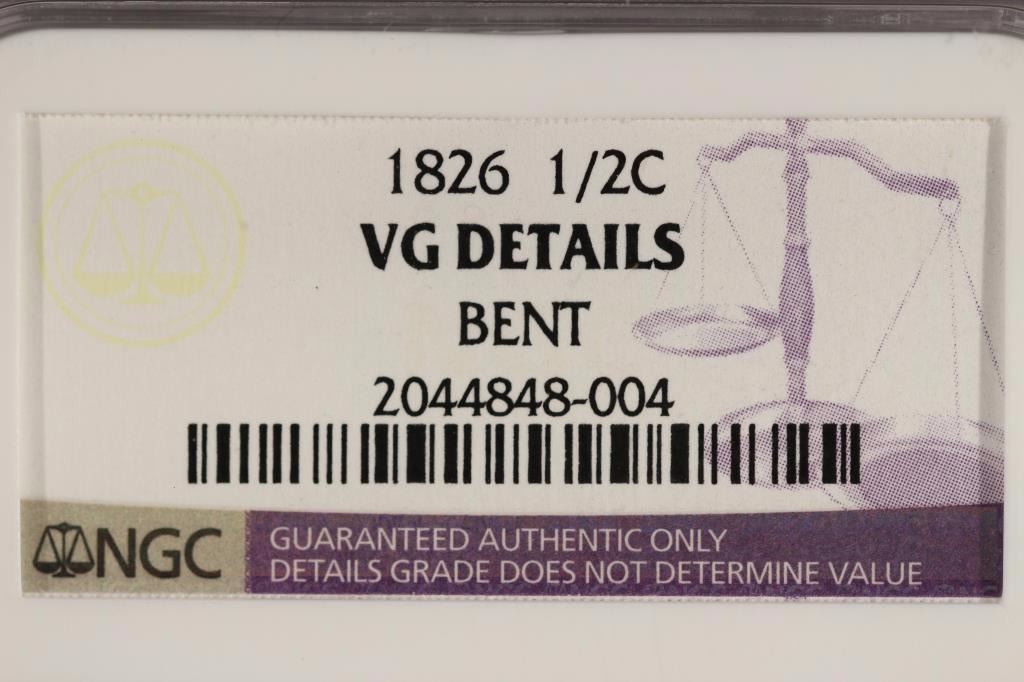 1826 1/2C
VG DETAILS
BENT
2044848-004
NGC
GUARANTEED AUTHENTIC ONLY
DETAILS GRADE DOES NOT DETERMINE VALUE